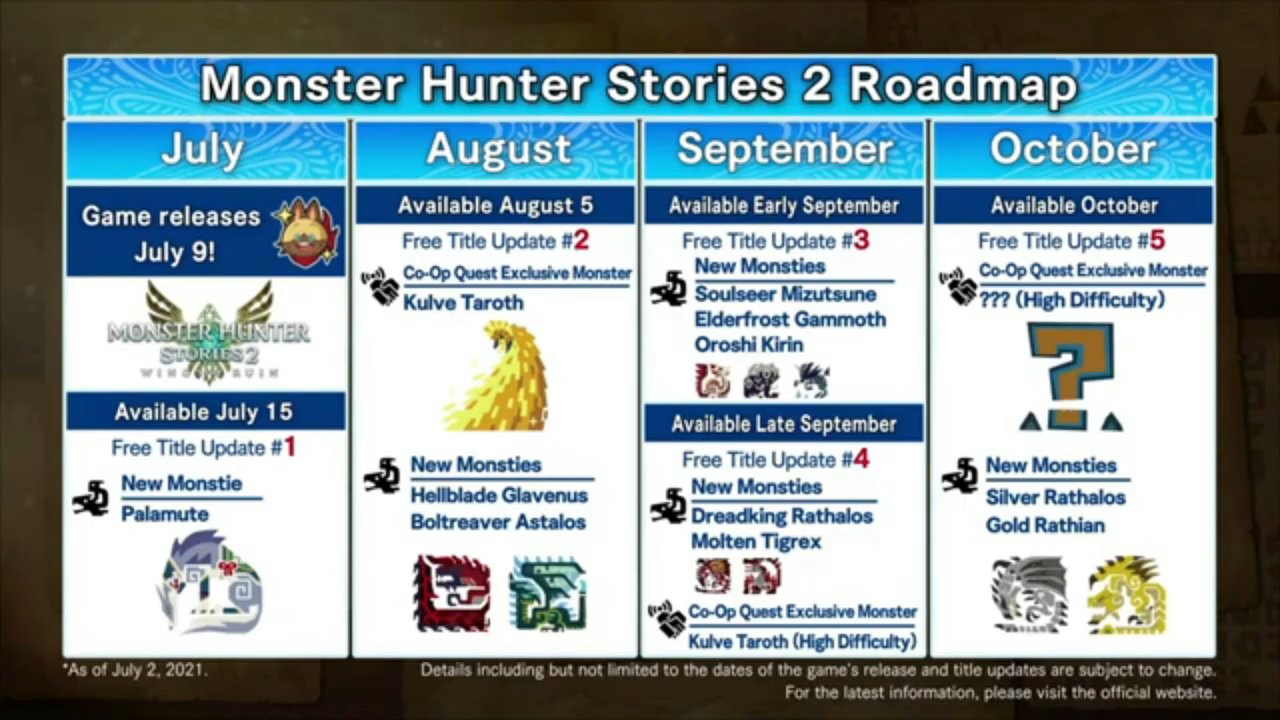 Monster Hunter Stories 2 Roadmap
July
Game releases
July 9!
MONSTER HUNTER
STORIES 2
WINGS OF RUIN
Available July 15
Free Title Update #1
New Monstie
Palamute
August
Available August 5
Free Title Update #2
Co-Op Quest Exclusive Monster
Kulve Taroth
New Monsties
Hellblade Glavenus
Boltreaver Astalos
September
Available Early September
Free Title Update #3
New Monsties
Soulseer Mizutsune
Elderfrost Gammoth
Oroshi Kirin
Available Late September
Free Title Update #4
New Monsties
Dreadking Rathalos
Molten Tigrex
Co-Op Quest Exclusive Monster
Kulve Taroth (High Difficulty)
October
Available October
Free Title Update #5
Co-Op Quest Exclusive Monster
??? (High Difficulty)
?
New Monsties
Silver Rathalos
Gold Rathian
*As of July 2, 2021.
Details including but not limited to the dates of the game's release and title updates are subject to change.
For the latest information, please visit the official website.